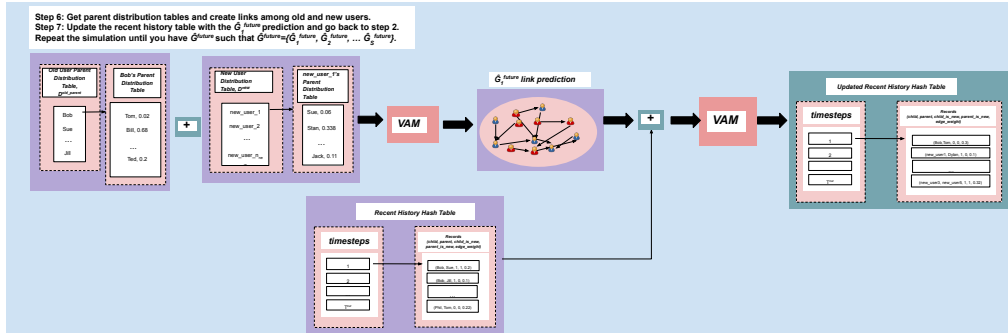 Step 6: Get parent distribution tables and create links among old and new users.
Step 7: Update the recent history table with the Ĝ₁ᶠᵘᵗᵘʳᵉ prediction and go back to step 2.
Repeat the simulation until you have Ĝᶠᵘᵗᵘʳᵉ such that Ĝᶠᵘᵗᵘʳᵉ={Ĝ₁ᶠᵘᵗᵘʳᵉ, Ĝ₂ᶠᵘᵗᵘʳᵉ, ... Ĝₛᶠᵘᵗᵘʳᵉ}.
Old User Parent
Distribution
Table,
Bob
Sue
...
Jill
Bob's Parent
Distribution
Table
Tom, 0.02
Bill, 0.68
...
Ted, 0.2
+
New User
Distribution
Table,
new_user_1
new_user_2
...
new_user_1's
Parent
Distribution
Table
Sue, 0.06
Stan, 0.336
...
Jack, 0.11
VAM
Ĝ₁ᶠᵘᵗᵘʳᵉ link prediction
+
VAM
Updated Recent History Hash Table
timesteps
1
2
Records
(child, parent, child_is_new, parent_is_new,
edge_weight)
(Bob,Tom, 0, 0, 0.3)
(new_user1, Dylan, 1, 0, 0.1)
...
(new_user3, new_user5, 1, 1, 0.33)
Recent History Hash Table
timesteps
1
2
Records
(child, parent, child_is_new,
parent_is_new, edge_weight)
(Bob, Sue, 1, 1, 0.2)
(Bob, Jill, 1, 0, 0.1)
...
(Phil, Tom, 0, 0, 0.22)